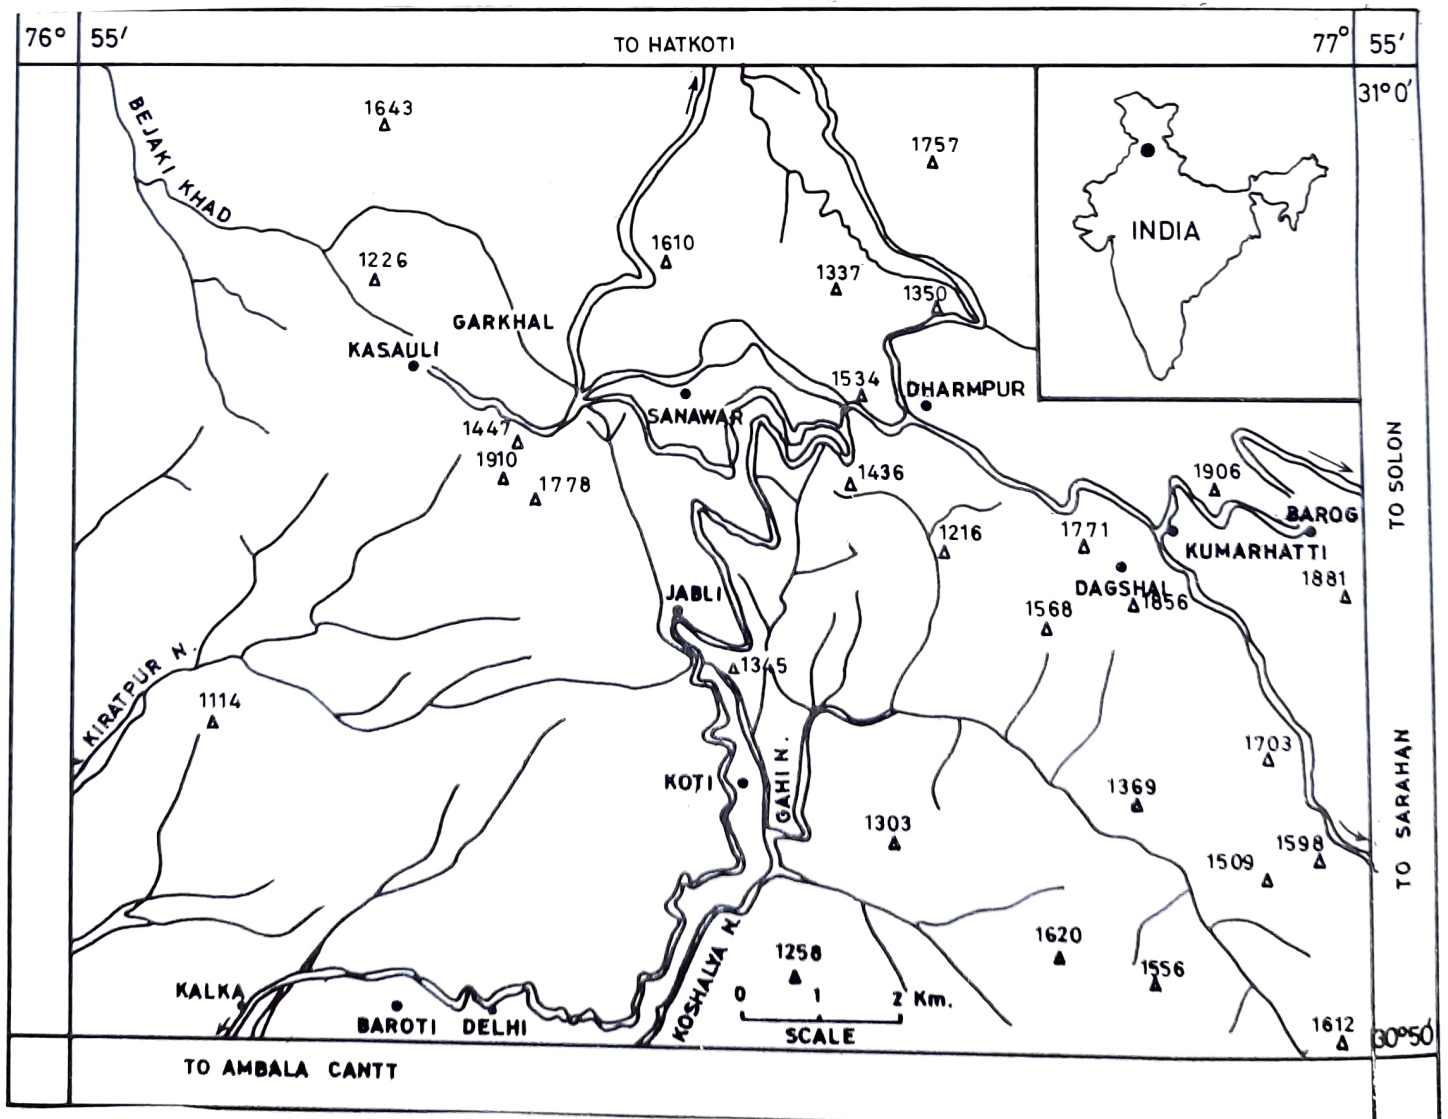 76° 55′
TO HATKOTI
77° 55′
31°0′
BEJAKI KHAD
1643
1757
INDIA
1610
1226
1337
1350
GARKHAL
KASAULI
1534
DHARMPUR
SANAWAR
1447
1910
1778
1436
1906
TO SOLON
BAROG
1216
1771
KUMARHATTI
DAGSHAL
1881
JABLI
1568
1856
1345
KIRATPUR N.
1114
1703
KOTI
GAHI N.
1369
TO SARAHAN
1303
1598
1509
KOSHALYA N.
1258
1620
1556
KALKA
BAROTI
DELHI
0 1 2 Km.
SCALE
1612
30°50′
TO AMBALA CANTT